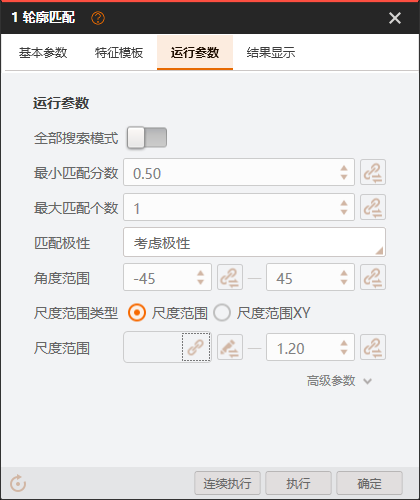 1 轮廓匹配
基本参数 特征模板 运行参数 结果显示
运行参数
全部搜索模式
最小匹配分数 0.50
最大匹配个数 1
匹配极性 考虑极性
角度范围 -45 — 45
尺度范围类型 尺度范围 尺度范围XY
尺度范围 — 1.20
高级参数
连续执行 执行 确定